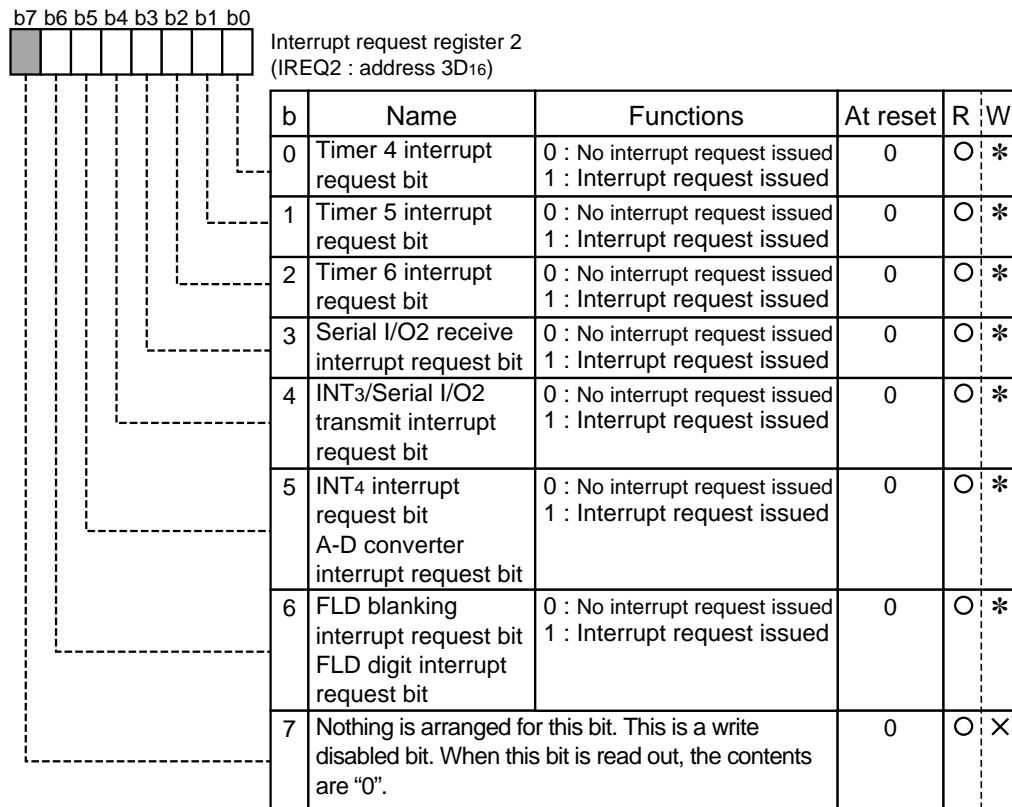 b7 b6 b5 b4 b3 b2 b1 b0
Interrupt request register 2
(IREQ2 : address 3D16)
b Name Functions At reset R W
0 Timer 4 interrupt request bit 0 : No interrupt request issued 1 : Interrupt request issued 0 O ✻
1 Timer 5 interrupt request bit 0 : No interrupt request issued 1 : Interrupt request issued 0 O ✻
2 Timer 6 interrupt request bit 0 : No interrupt request issued 1 : Interrupt request issued 0 O ✻
3 Serial I/O2 receive interrupt request bit 0 : No interrupt request issued 1 : Interrupt request issued 0 O ✻
4 INT3/Serial I/O2 transmit interrupt request bit 0 : No interrupt request issued 1 : Interrupt request issued 0 O ✻
5 INT4 interrupt request bit A-D converter interrupt request bit 0 : No interrupt request issued 1 : Interrupt request issued 0 O ✻
6 FLD blanking interrupt request bit FLD digit interrupt request bit 0 : No interrupt request issued 1 : Interrupt request issued 0 O ✻
7 Nothing is arranged for this bit. This is a write disabled bit. When this bit is read out, the contents are “0”. 0 O ×